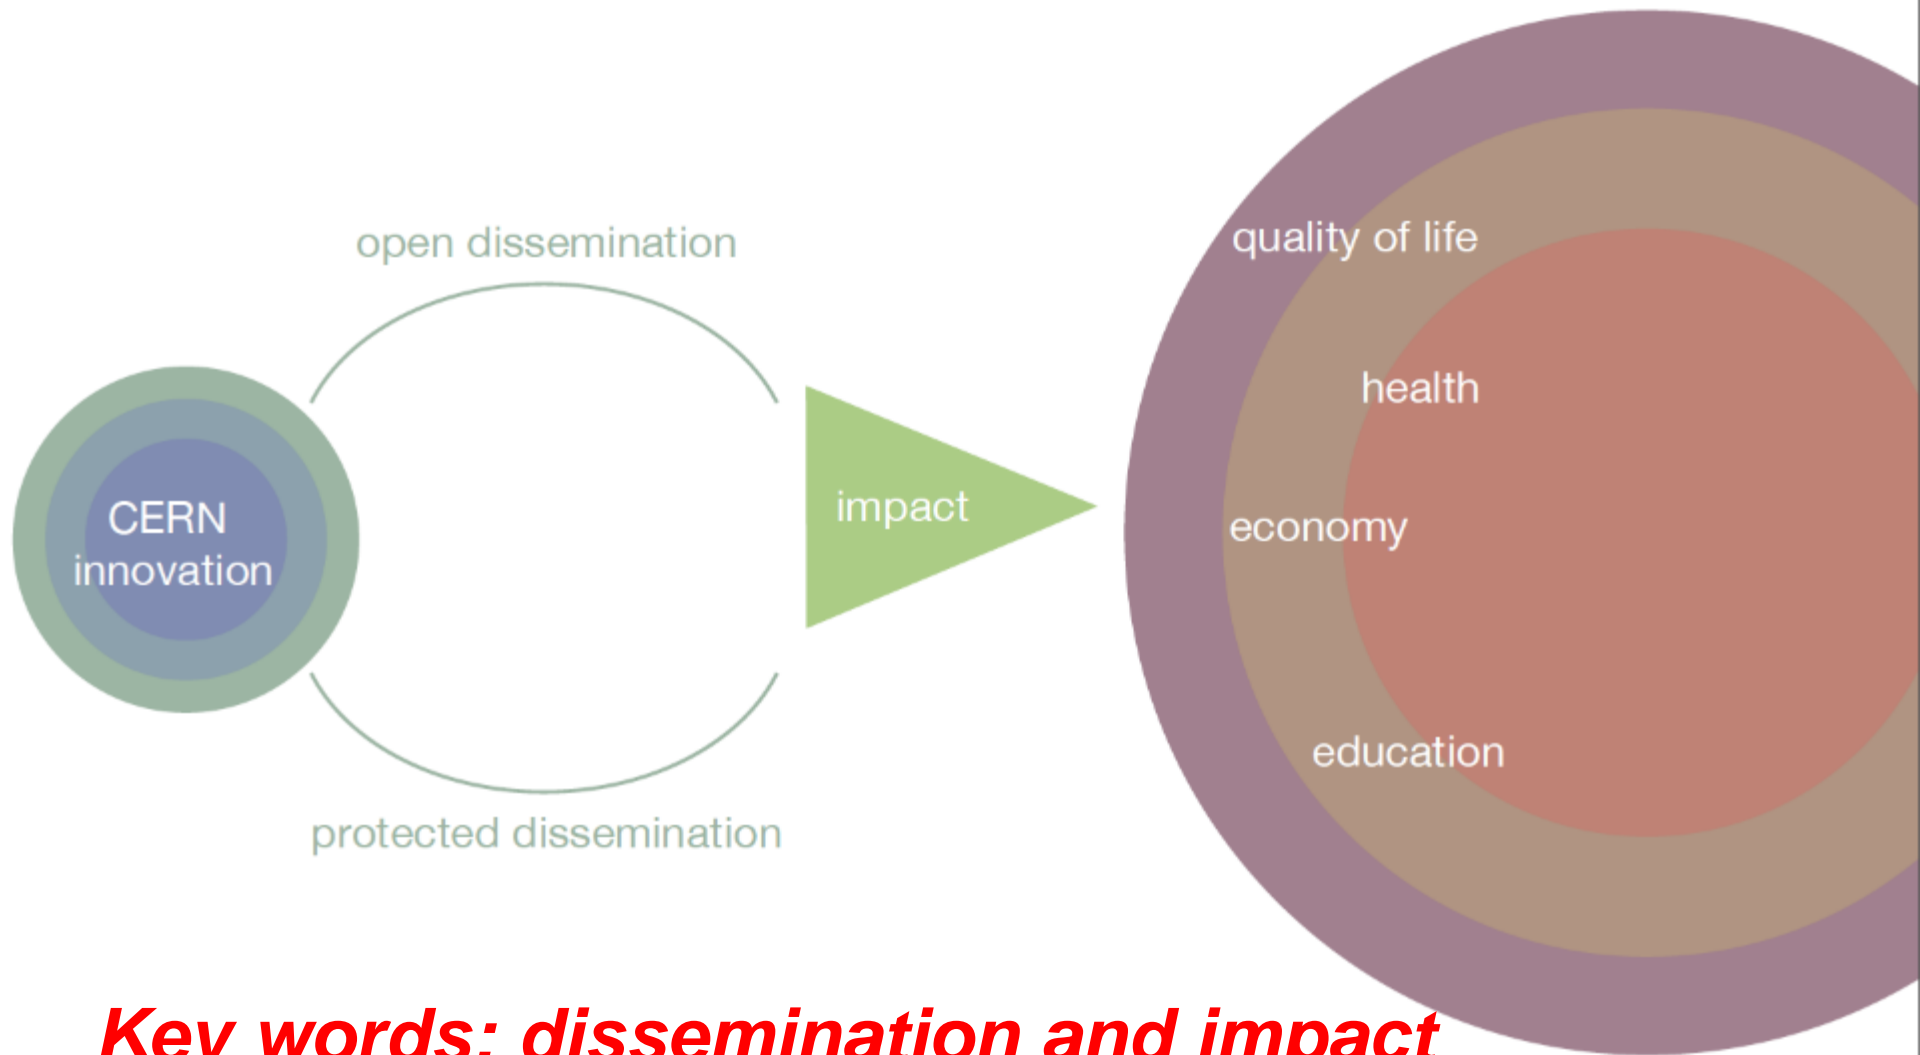 open dissemination
quality of life
health
CERN
innovation
impact
economy
education
protected dissemination
Key words: dissemination and impact